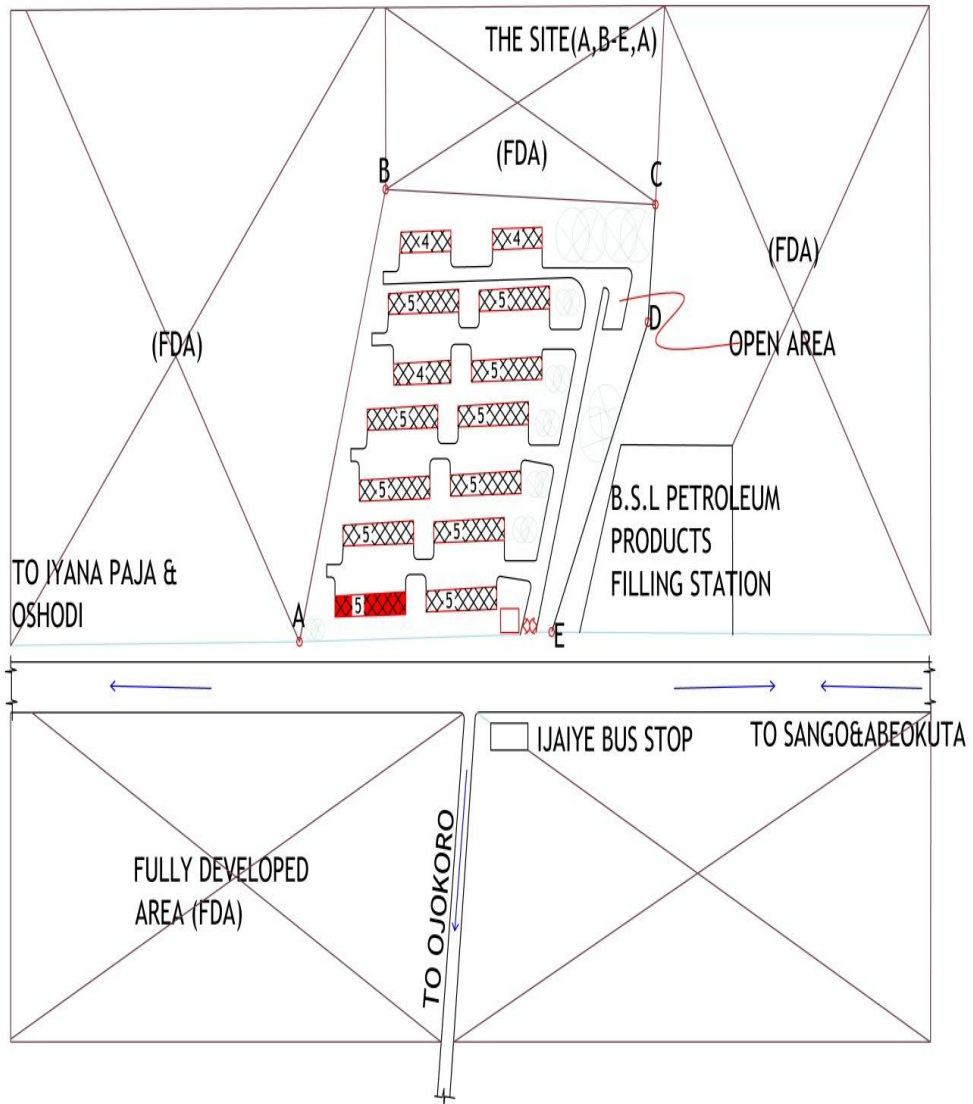 THE SITE(A,B-E,A)
(FDA)
B
C
(FDA)
4
4
5
5
D
(FDA)
OPEN AREA
4
5
5
5
5
5
B.S.L PETROLEUM
PRODUCTS
FILLING STATION
5
5
TO IYANA PAJA &
OSHODI
5
5
A
E
IJAIYE BUS STOP
TO SANGO&ABEOKUTA
TO OJOKORO
FULLY DEVELOPED
AREA (FDA)